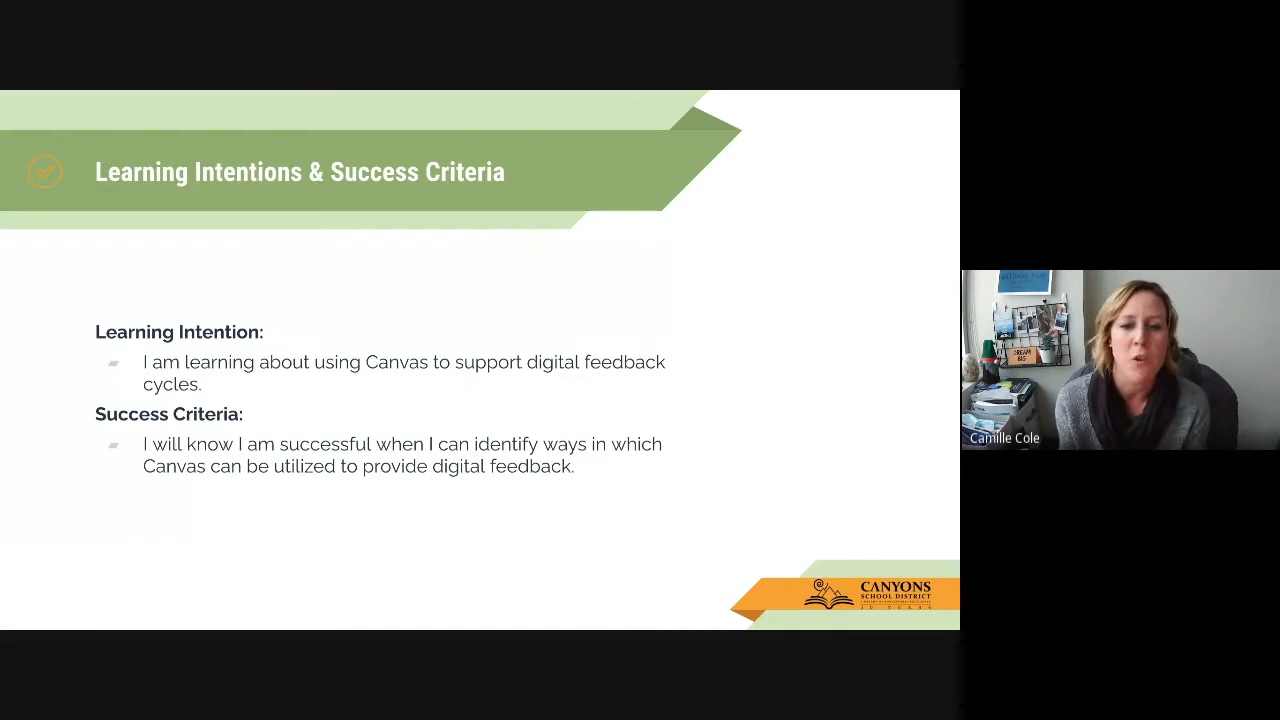 Learning Intentions & Success Criteria
Learning Intention:
I am learning about using Canvas to support digital feedback
cycles.
Success Criteria:
I will know I am successful when I can identify ways in which
Canvas can be utilized to provide digital feedback.
CANYONS
SCHOOL DISTRICT
DREAM
BIG
Camille Cole